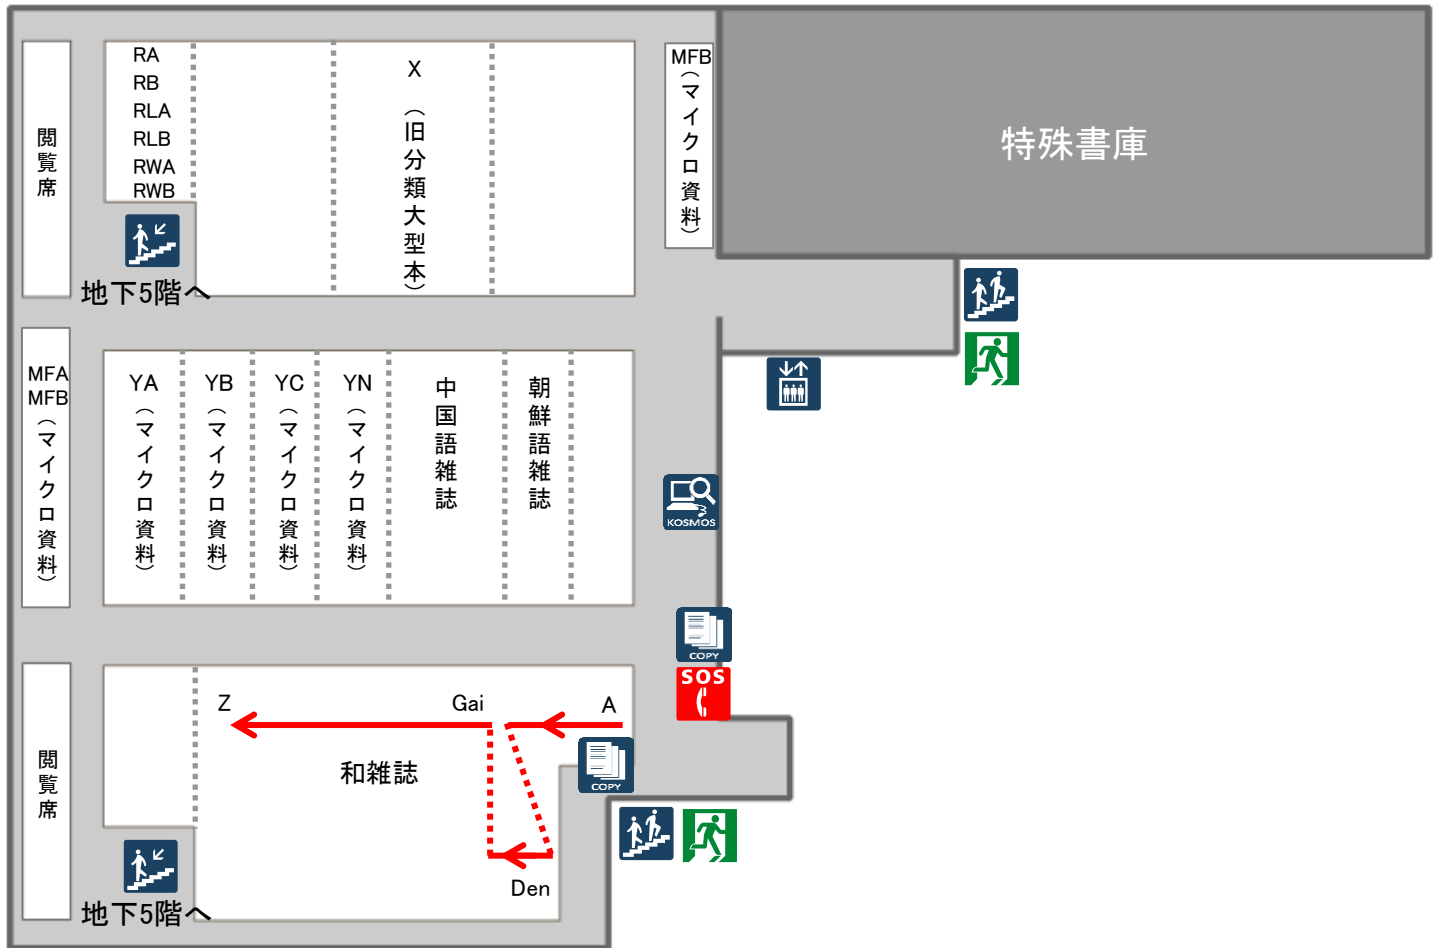 RA
RB
RLA
RLB
RWA
RWB
X（旧分類大型本）
MFB（マイクロ資料）
特殊書庫
閲覧席
地下5階へ
MFA
MFB（マイクロ資料）
YA（マイクロ資料）
YB（マイクロ資料）
YC（マイクロ資料）
YN（マイクロ資料）
中国語雑誌
朝鮮語雑誌
KOSMOS
COPY
SOS
Z
Gai
A
和雑誌
COPY
閲覧席
Den
地下5階へ